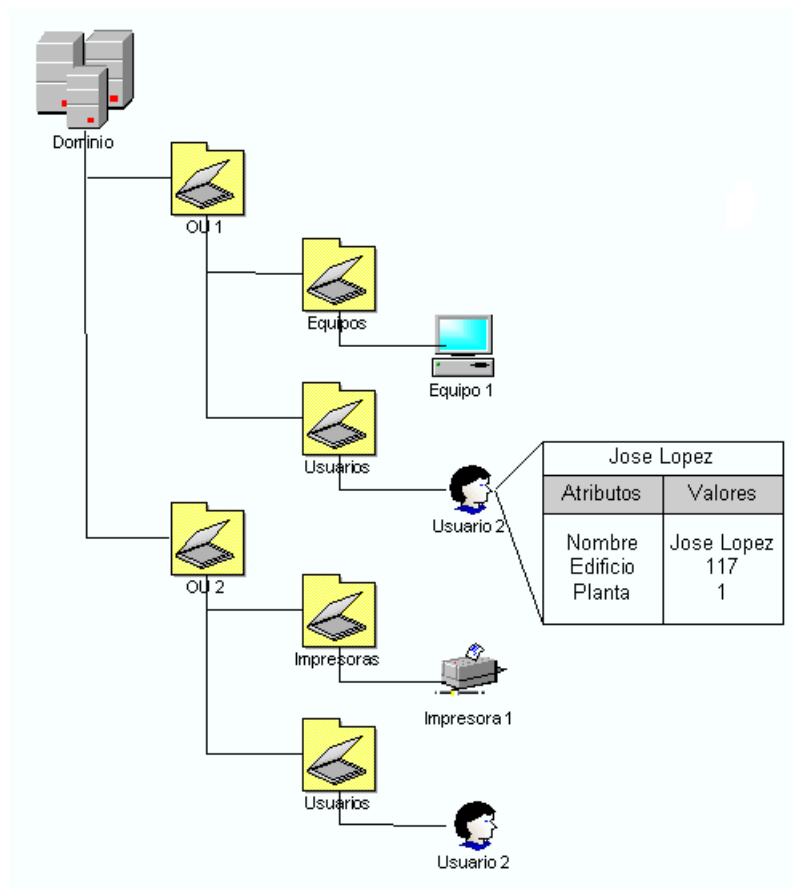 Dominio
OU 1
Equipos
Equipo 1
Usuarios
Usuario 2
Jose Lopez
Atributos Valores
Nombre Jose Lopez
Edificio 117
Planta 1
OU 2
Impresoras
Impresora 1
Usuarios
Usuario 2